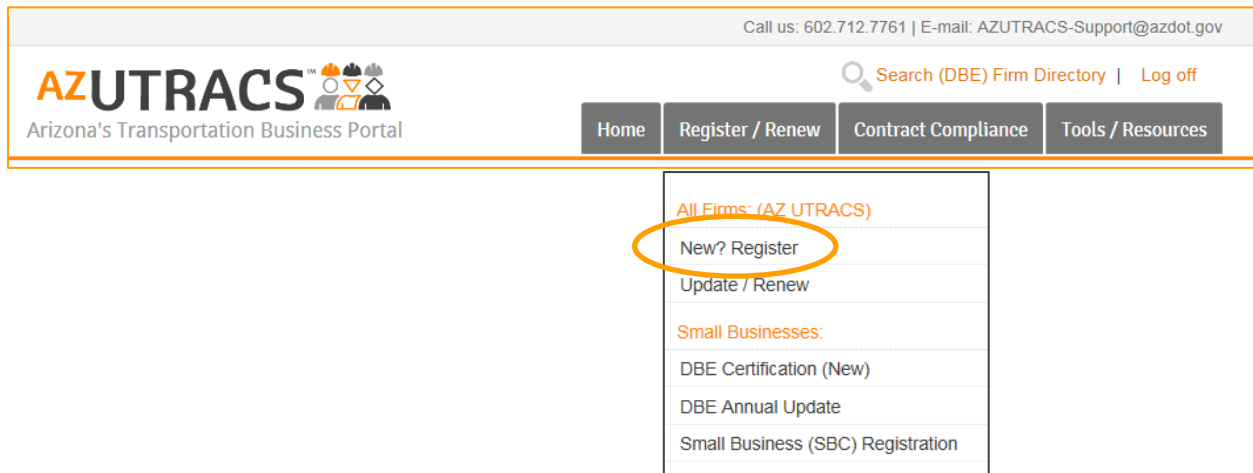 Call us: 602.712.7761 | E-mail: AZUTRACS-Support@azdot.gov
AZUTRACS™
Search (DBE) Firm Directory | Log off
Arizona's Transportation Business Portal
Home Register / Renew Contract Compliance Tools / Resources
All Firms: (AZ UTRACS)
New? Register
Update / Renew
Small Businesses:
DBE Certification (New)
DBE Annual Update
Small Business (SBC) Registration